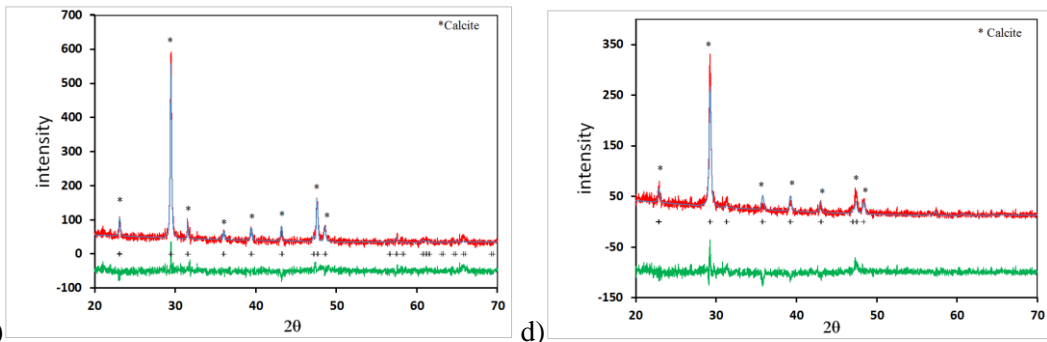 *Calcite
700
600
500
400
300
200
100
0
-100
intensity
* * * * * * * *
20 30 40 50 60 70
2θ
)
d)
* Calcite
350
250
150
50
-50
-150
intensity
* * * * * * * *
20 30 40 50 60 70
2θ